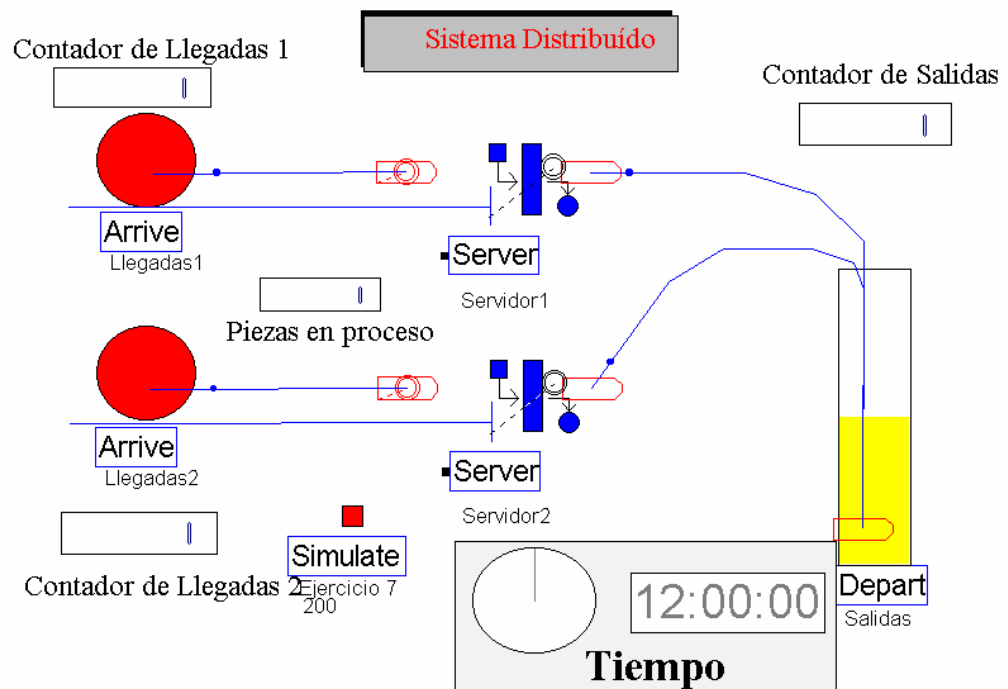 Sistema Distribuído
Contador de Llegadas 1
Contador de Salidas
Arrive
Llegadas1
Server
Servidor1
Piezas en proceso
Arrive
Llegadas2
Server
Servidor2
Contador de Llegadas 2
Simulate
Ejercicio 7
200
12:00:00
Tiempo
Depart
Salidas